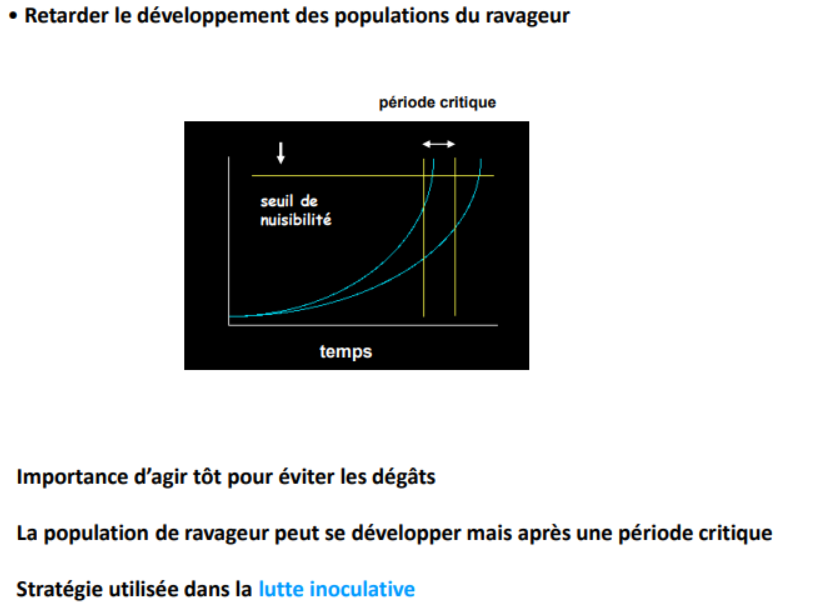 • Retarder le développement des populations du ravageur
période critique
seuil de
nuisibilité
temps
Importance d'agir tôt pour éviter les dégâts
La population de ravageur peut se développer mais après une période critique
Stratégie utilisée dans la lutte inoculative